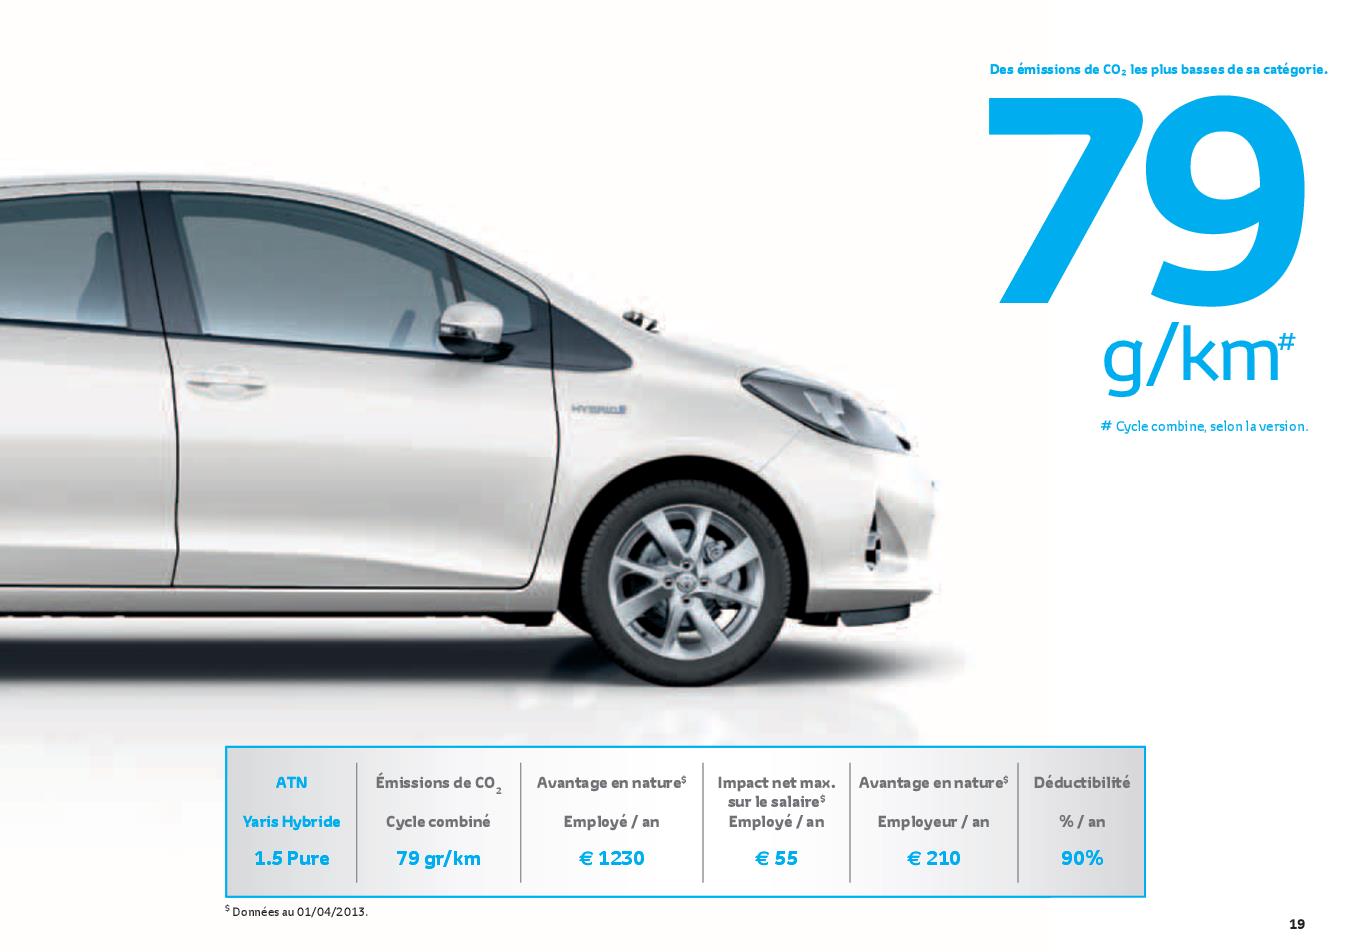 Des émissions de CO₂ les plus basses de sa catégorie.
79
g/km#
# Cycle combine, selon la version.
HYBRID
ATN
Yaris Hybride
1.5 Pure
Émissions de CO₂
Cycle combiné
79 gr/km
Avantage en nature$
Employé / an
€ 1230
Impact net max.
sur le salaire$
Employé / an
€ 55
Avantage en nature$
Employeur / an
€ 210
Déductibilité
% / an
90%
$ Données au 01/04/2013.
19